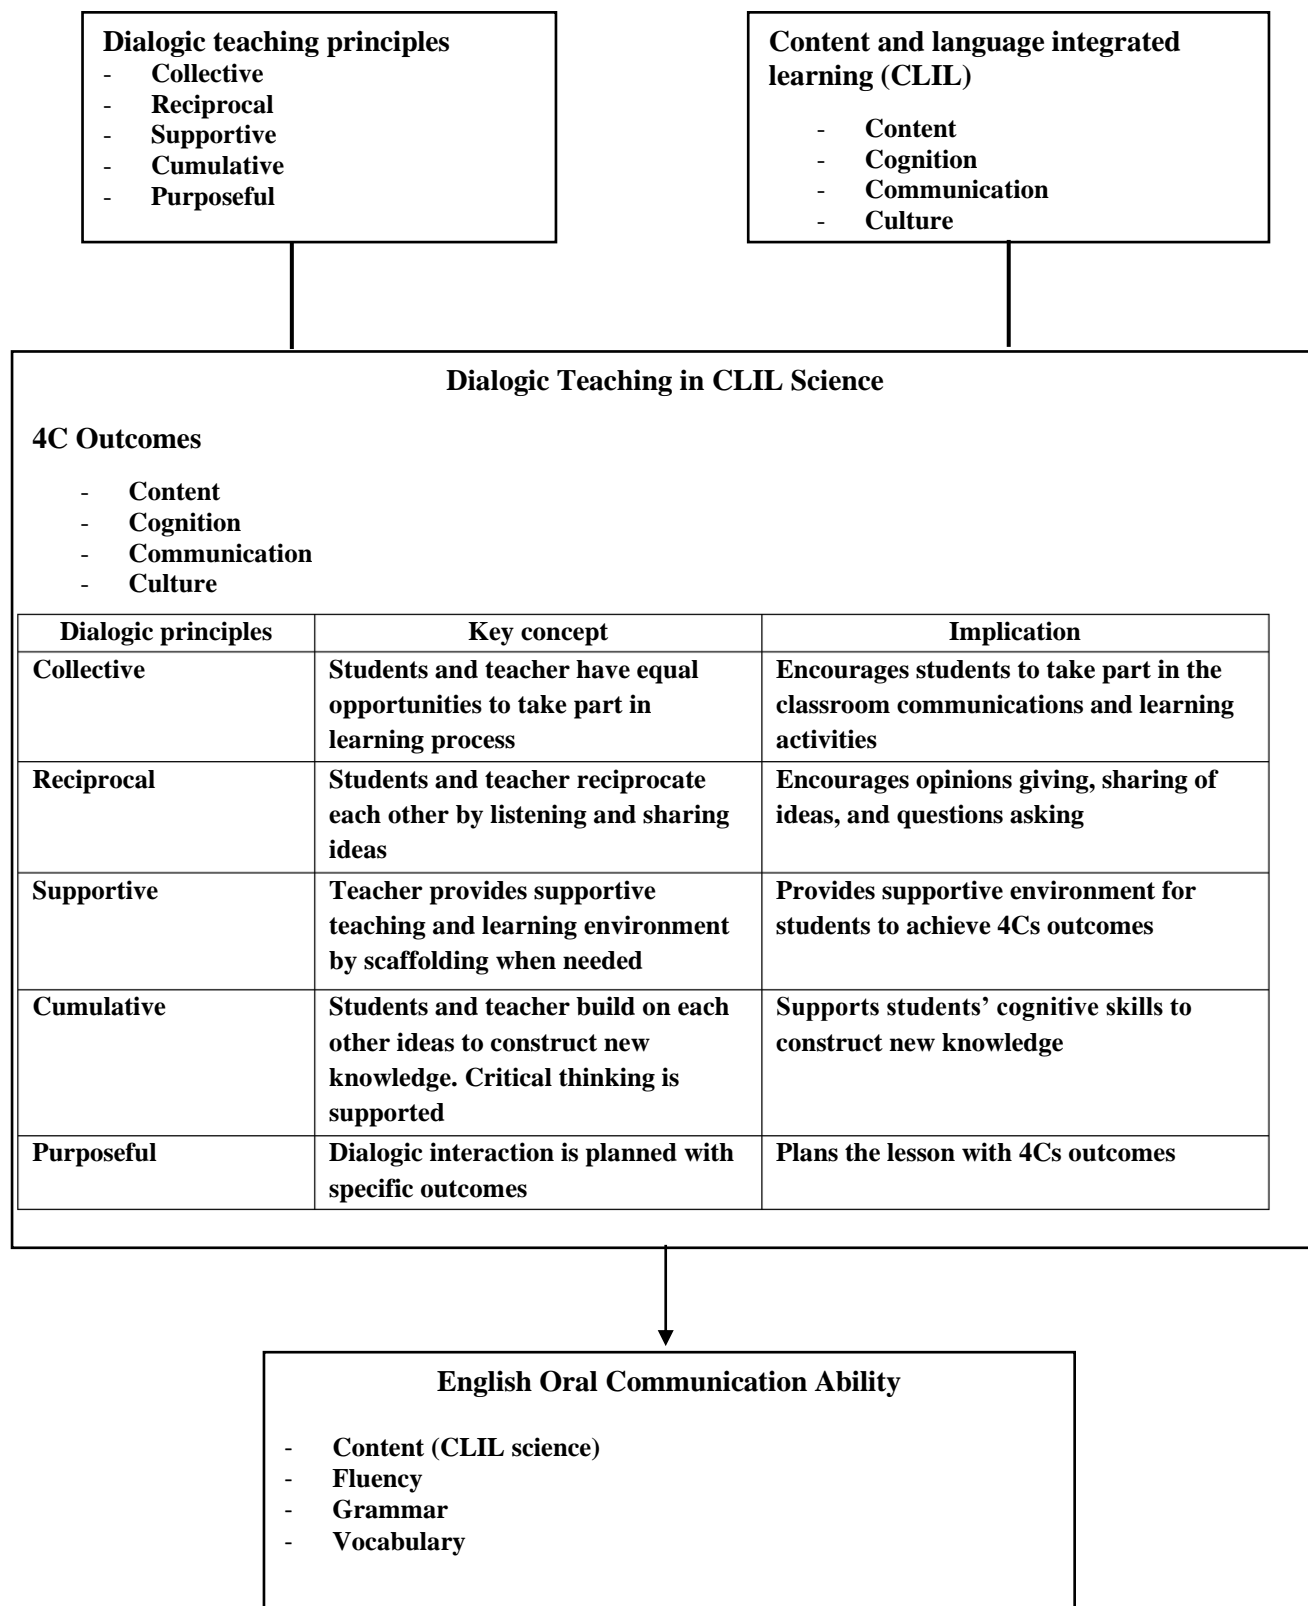 Dialogic teaching principles
- Collective
- Reciprocal
- Supportive
- Cumulative
- Purposeful
Content and language integrated
learning (CLIL)
- Content
- Cognition
- Communication
- Culture
Dialogic Teaching in CLIL Science
4C Outcomes
- Content
- Cognition
- Communication
- Culture
Dialogic principles
Key concept
Implication
Collective
Students and teacher have equal
opportunities to take part in
learning process
Encourages students to take part in the
classroom communications and learning
activities
Reciprocal
Students and teacher reciprocate
each other by listening and sharing
ideas
Encourages opinions giving, sharing of
ideas, and questions asking
Supportive
Teacher provides supportive
teaching and learning environment
by scaffolding when needed
Provides supportive environment for
students to achieve 4Cs outcomes
Cumulative
Students and teacher build on each
other ideas to construct new
knowledge. Critical thinking is
supported
Supports students’ cognitive skills to
construct new knowledge
Purposeful
Dialogic interaction is planned with
specific outcomes
Plans the lesson with 4Cs outcomes
English Oral Communication Ability
- Content (CLIL science)
- Fluency
- Grammar
- Vocabulary